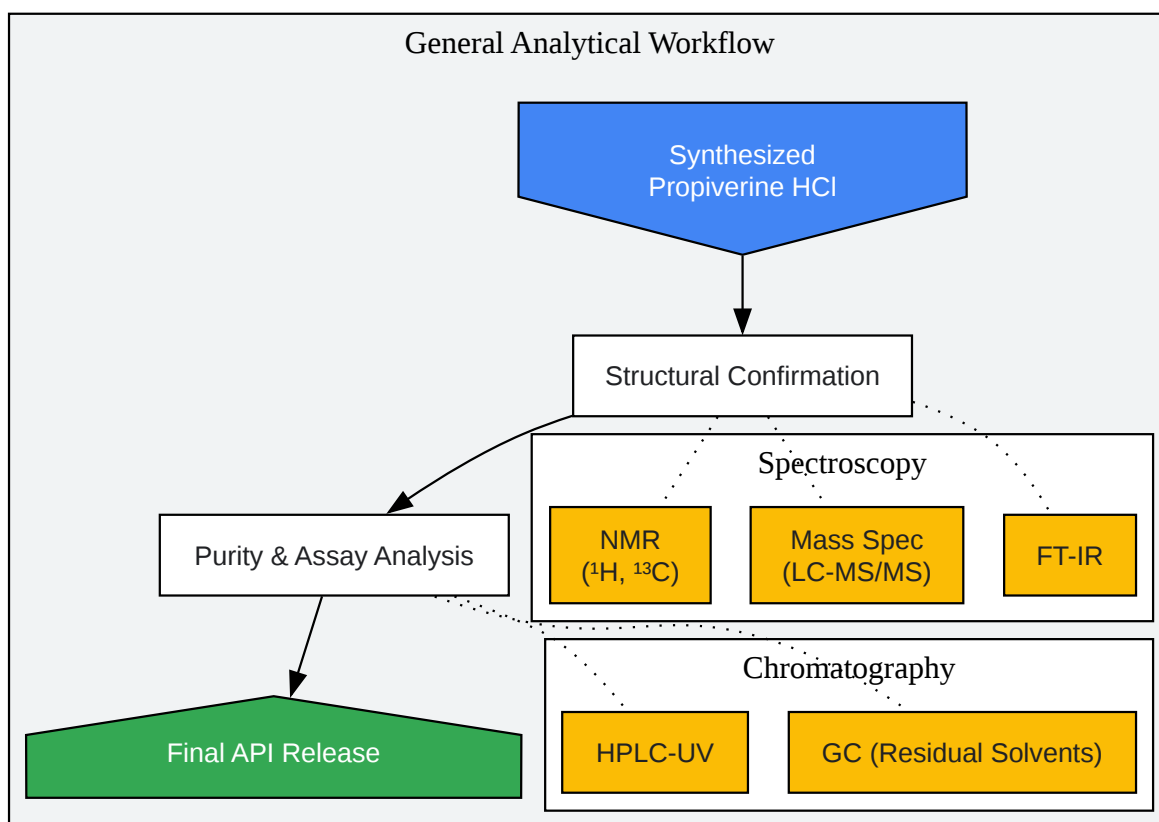 General Analytical Workflow
Synthesized
Propiverine HCl
Structural Confirmation
Spectroscopy
NMR
(¹H, ¹³C)
Mass Spec
(LC-MS/MS)
FT-IR
Purity & Assay Analysis
Chromatography
HPLC-UV
GC (Residual Solvents)
Final API Release